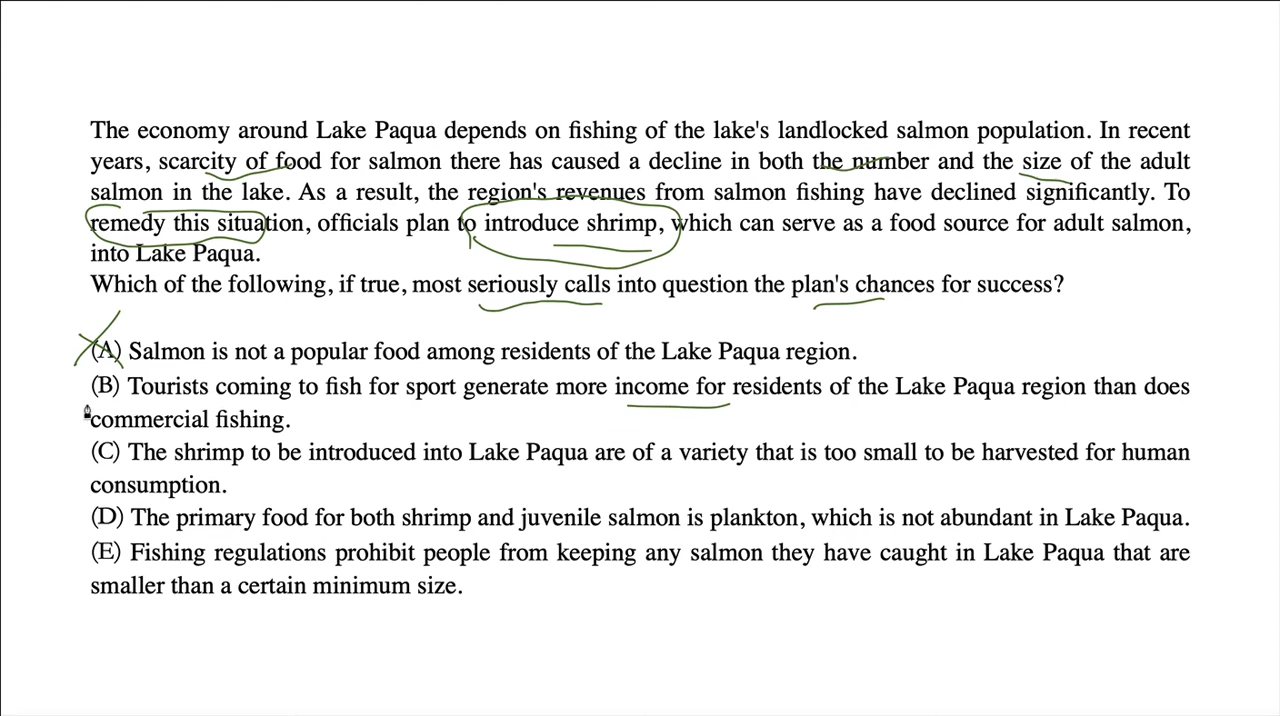 The economy around Lake Paqua depends on fishing of the lake's landlocked salmon population. In recent
years, scarcity of food for salmon there has caused a decline in both the number and the size of the adult
salmon in the lake. As a result, the region's revenues from salmon fishing have declined significantly. To
remedy this situation, officials plan to introduce shrimp, which can serve as a food source for adult salmon,
into Lake Paqua.
Which of the following, if true, most seriously calls into question the plan's chances for success?
(A) Salmon is not a popular food among residents of the Lake Paqua region.
(B) Tourists coming to fish for sport generate more income for residents of the Lake Paqua region than does
commercial fishing.
(C) The shrimp to be introduced into Lake Paqua are of a variety that is too small to be harvested for human
consumption.
(D) The primary food for both shrimp and juvenile salmon is plankton, which is not abundant in Lake Paqua.
(E) Fishing regulations prohibit people from keeping any salmon they have caught in Lake Paqua that are
smaller than a certain minimum size.